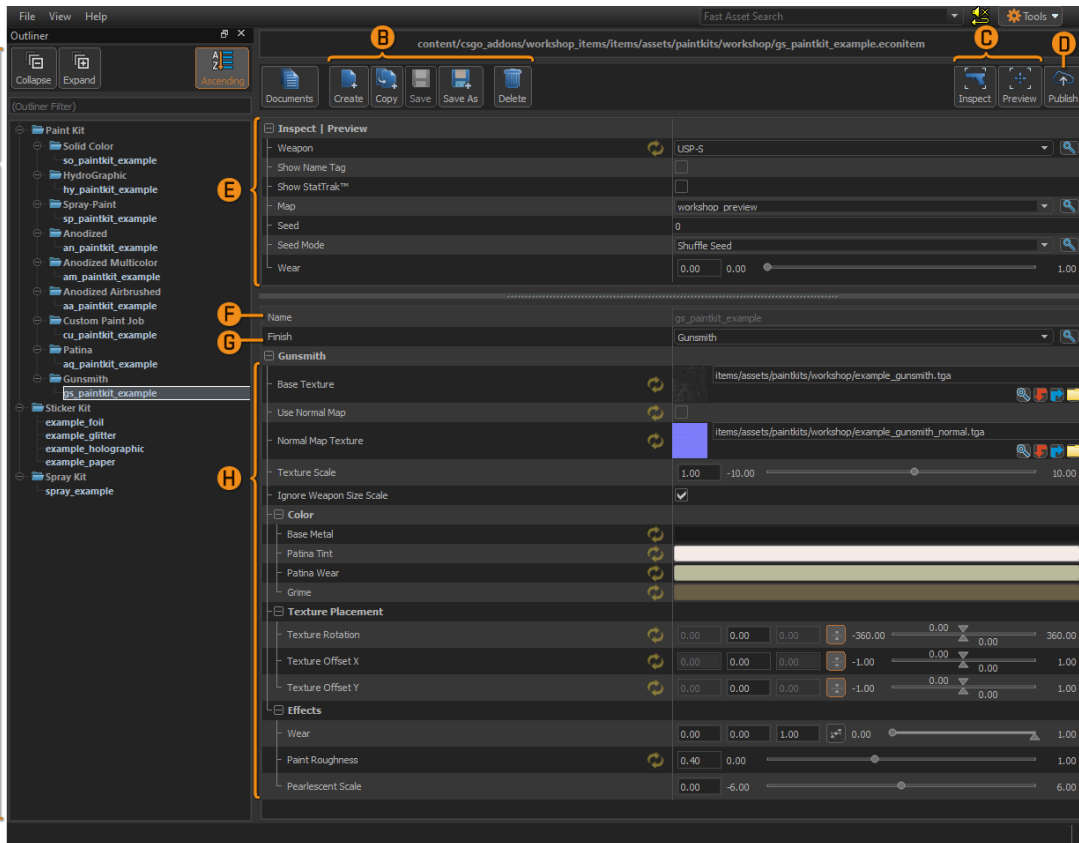 File View Help
Fast Asset Search
Tools
Outliner
B
C
D
content/csgo_addons/workshop_items/items/assets/paintkits/workshop/gs_paintkit_example.econitem
Collapse Expand Ascending
Documents Create Copy Save Save As Delete Inspect Preview Publish
(Outliner Filter)
Paint Kit
Solid Color
so_paintkit_example
HydroGraphic
hy_paintkit_example
Spray-Paint
sp_paintkit_example
Anodized
an_paintkit_example
Anodized Multicolor
am_paintkit_example
Anodized Airbrushed
aa_paintkit_example
Custom Paint Job
cu_paintkit_example
Patina
aq_paintkit_example
Gunsmith
gs_paintkit_example
Sticker Kit
example_foil
example_glitter
example_holographic
example_paper
Spray Kit
spray_example
E
Inspect | Preview
Weapon USP-S
Show Name Tag
Show StatTrak™
Map workshop_preview
Seed 0
Seed Mode Shuffle Seed
Wear 0.00 0.00 1.00
F
Name gs_paintkit_example
G
Finish Gunsmith
H
Gunsmith
Base Texture items/assets/paintkits/workshop/example_gunsmith.tga
Use Normal Map
Normal Map Texture items/assets/paintkits/workshop/example_gunsmith_normal.tga
Texture Scale 1.00 -10.00 10.00
Ignore Weapon Size Scale
Color
Base Metal
Patina Tint
Patina Wear
Grime
Texture Placement
Texture Rotation 0.00 0.00 0.00 -360.00 0.00 0.00 360.00
Texture Offset X 0.00 0.00 0.00 -1.00 0.00 0.00 1.00
Texture Offset Y 0.00 0.00 0.00 -1.00 0.00 0.00 1.00
Effects
Wear 0.00 0.00 1.00 0.00 1.00
Paint Roughness 0.40 0.00 1.00
Pearlescent Scale 0.00 -6.00 6.00